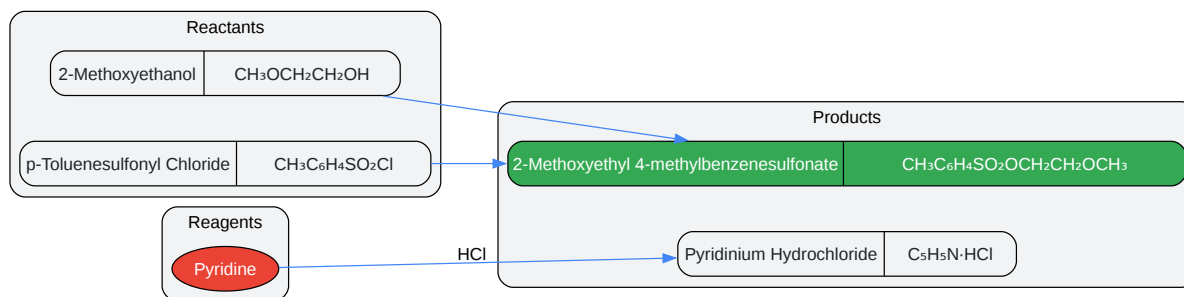 Reactants
2-Methoxyethanol CH₃OCH₂CH₂OH
p-Toluenesulfonyl Chloride CH₃C₆H₄SO₂Cl
Reagents
Pyridine
HCl
Products
2-Methoxyethyl 4-methylbenzenesulfonate CH₃C₆H₄SO₂OCH₂CH₂OCH₃
Pyridinium Hydrochloride C₅H₅N·HCl